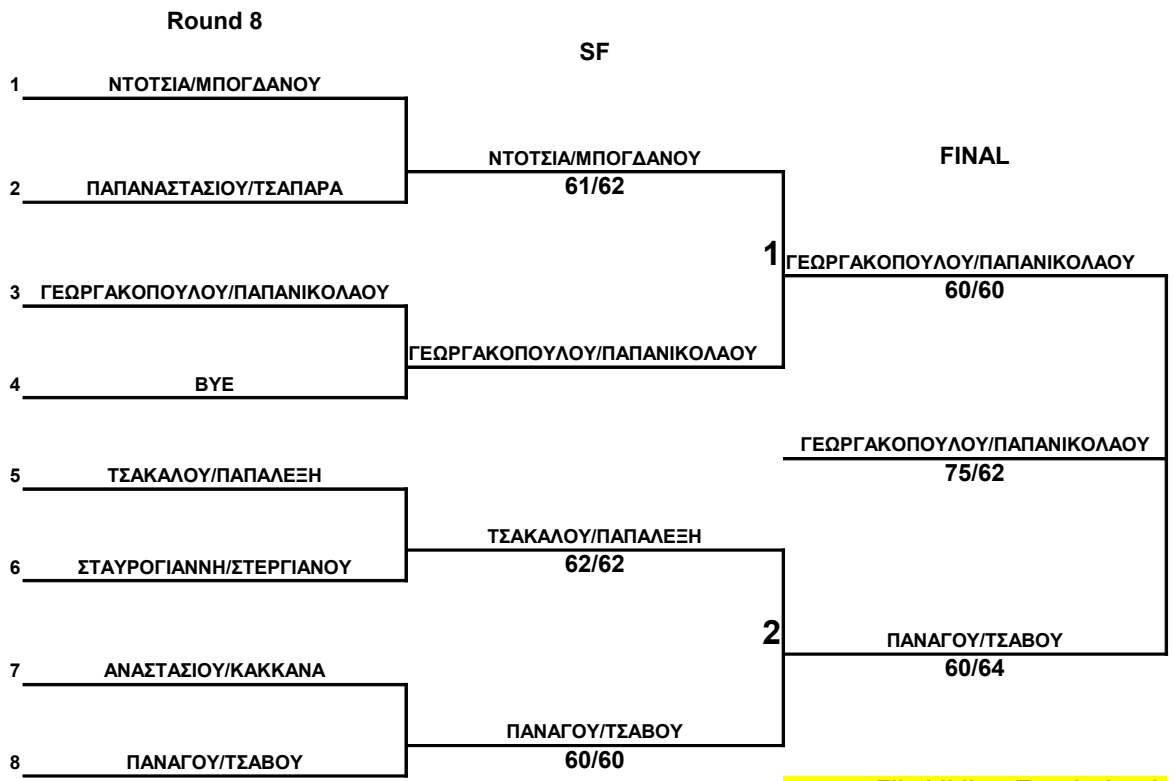 Round 8
SF
1 ΝΤΟΤΣΙΑ/ΜΠΟΓΔΑΝΟΥ
ΝΤΟΤΣΙΑ/ΜΠΟΓΔΑΝΟΥ
FINAL
2 ΠΑΠΑΝΑΣΤΑΣΙΟΥ/ΤΣΑΠΑΡΑ
61/62
1
ΓΕΩΡΓΑΚΟΠΟΥΛΟΥ/ΠΑΠΑΝΙΚΟΛΑΟΥ
3 ΓΕΩΡΓΑΚΟΠΟΥΛΟΥ/ΠΑΠΑΝΙΚΟΛΑΟΥ
60/60
ΓΕΩΡΓΑΚΟΠΟΥΛΟΥ/ΠΑΠΑΝΙΚΟΛΑΟΥ
4 BYE
ΓΕΩΡΓΑΚΟΠΟΥΛΟΥ/ΠΑΠΑΝΙΚΟΛΑΟΥ
5 ΤΣΑΚΑΛΟΥ/ΠΑΠΑΛΕΞΗ
75/62
ΤΣΑΚΑΛΟΥ/ΠΑΠΑΛΕΞΗ
6 ΣΤΑΥΡΟΓΙΑΝΝΗ/ΣΤΕΡΓΙΑΝΟΥ
62/62
2
ΠΑΝΑΓΟΥ/ΤΣΑΒΟΥ
7 ΑΝΑΣΤΑΣΙΟΥ/ΚΑΚΚΑΝΑ
60/64
ΠΑΝΑΓΟΥ/ΤΣΑΒΟΥ
8 ΠΑΝΑΓΟΥ/ΤΣΑΒΟΥ
60/60